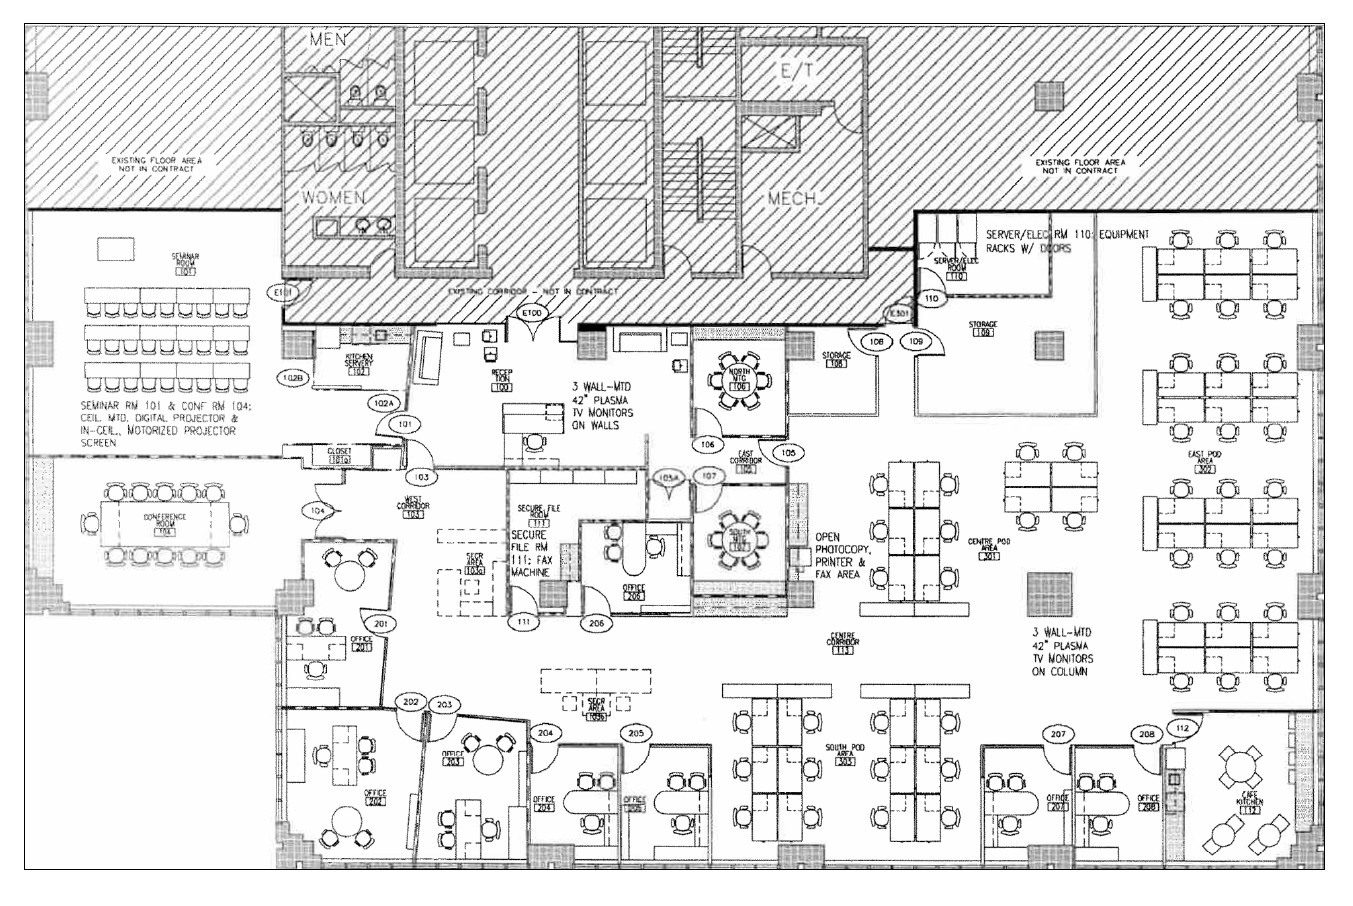 MEN
E/T
EXISTING FLOOR AREA
NOT IN CONTRACT
EXISTING FLOOR AREA
NOT IN CONTRACT
WOMEN
MECH.
SERVER/ELEC RM 110: EQUIPMENT
RACKS W/ DOORS
SEMINAR
ROOM
101
SERVER/ELEC
ROOM
110
E101
EXISTING CORRIDOR - NOT IN CONTRACT
110
E100
E301
STORAGE
109
108
109
KITCHEN
SERVERY
102
STORAGE
108
102B
RECEP
TION
100
NORTH
MTG
106
3 WALL-MTD
42" PLASMA
TV MONITORS
ON WALLS
102A
SEMINAR RM 101 & CONF RM 104:
CEIL. MTD. DIGITAL PROJECTOR &
IN-CEIL. MOTORIZED PROJECTOR
SCREEN
101
106
105
CLOSET
101a
EAST
CORRIDOR
105
EAST POD
AREA
302
103
105A
107
WEST
CORRIDOR
103
104
CONFERENCE
ROOM
104
SECURE FILE
ROOM
111
SECURE
FILE RM
111: FAX
MACHINE
SOUTH
MTG
107
OPEN
PHOTOCOPY,
PRINTER &
FAX AREA
CENTRE POD
AREA
301
SECR
AREA
103a
OFFICE
206
111
206
201
OFFICE
201
CENTRE
CORRIDOR
113
3 WALL-MTD
42" PLASMA
TV MONITORS
ON COLUMN
SECR
AREA
103b
202
203
204
205
207
208
112
OFFICE
203
SOUTH POD
AREA
303
OFFICE
202
OFFICE
204
OFFICE
205
OFFICE
207
OFFICE
208
CAFE
KITCHEN
112